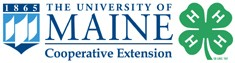 1865 THE UNIVERSITY OF
MAINE
Cooperative Extension
H H
H H